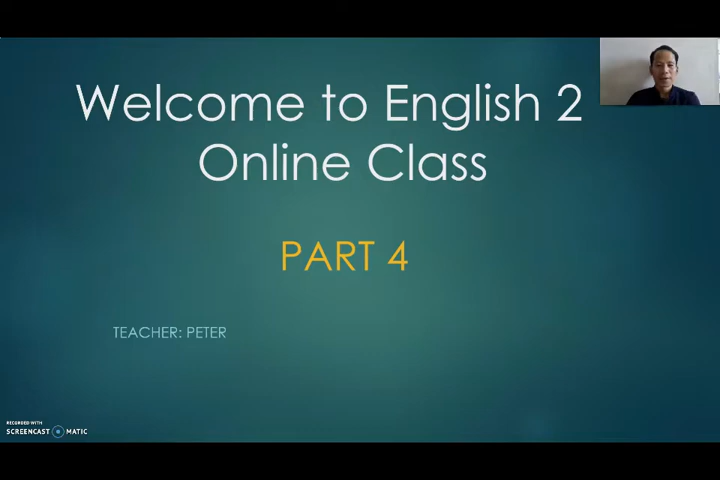 Welcome to English 2
Online Class
PART 4
TEACHER: PETER
RECORDED WITH
SCREENCAST MATIC